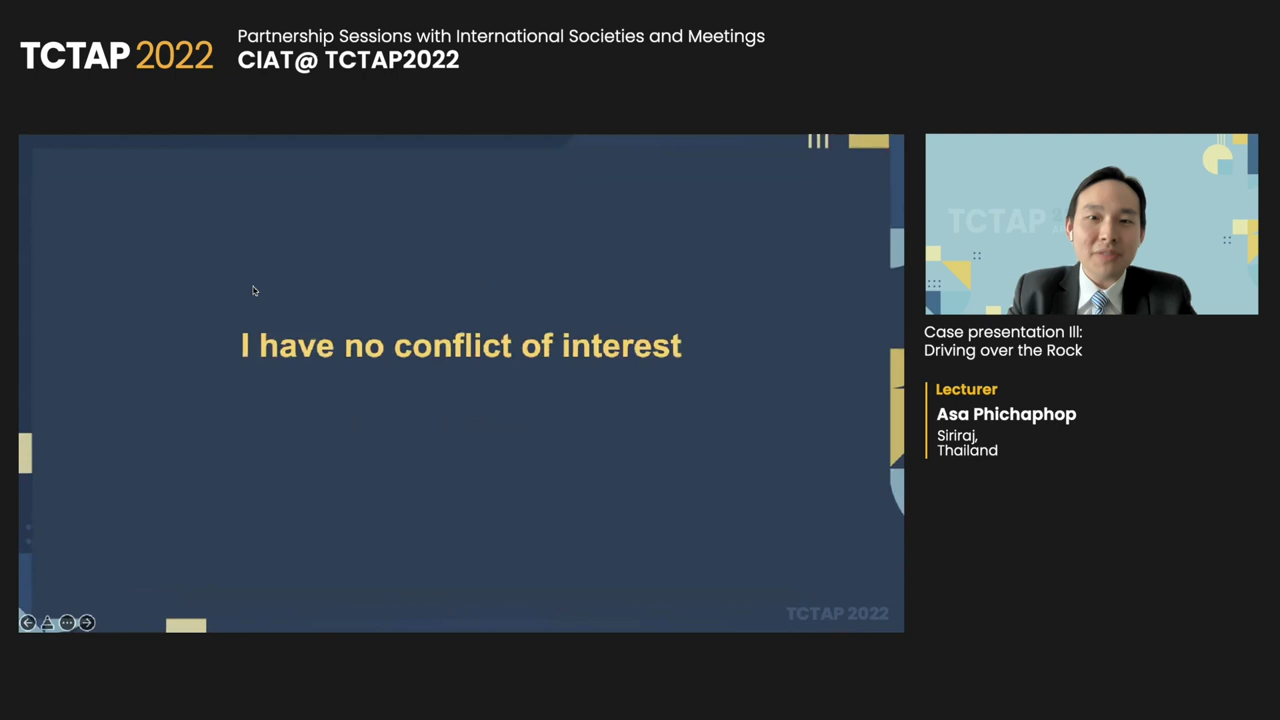 TCTAP 2022
Partnership Sessions with International Societies and Meetings
CIAT@ TCTAP2022
I have no conflict of interest
TCTAP 2022
TCTAP
Case presentation III:
Driving over the Rock
Lecturer
Asa Phichaphop
Siriraj,
Thailand